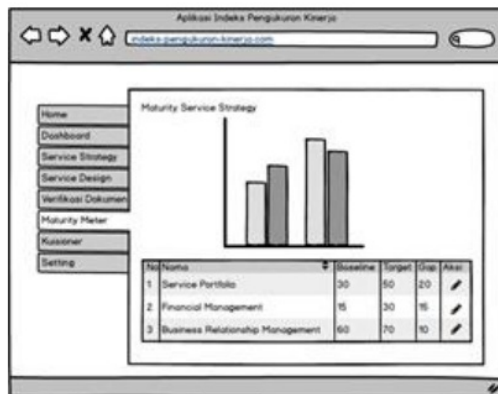 Aplikasi Indeks Pengukuran Kinerja
indeks-pengukuran-kinerja.com
Home
Dashboard
Service Strategy
Service Design
Verifikasi Dokumen
Maturity Meter
Kuisioner
Setting
Maturity Service Strategy
No Nama Baseline Target Gap Aksi
1 Service Portfolio 30 50 20
2 Financial Management 15 30 15
3 Business Relationship Management 60 70 10